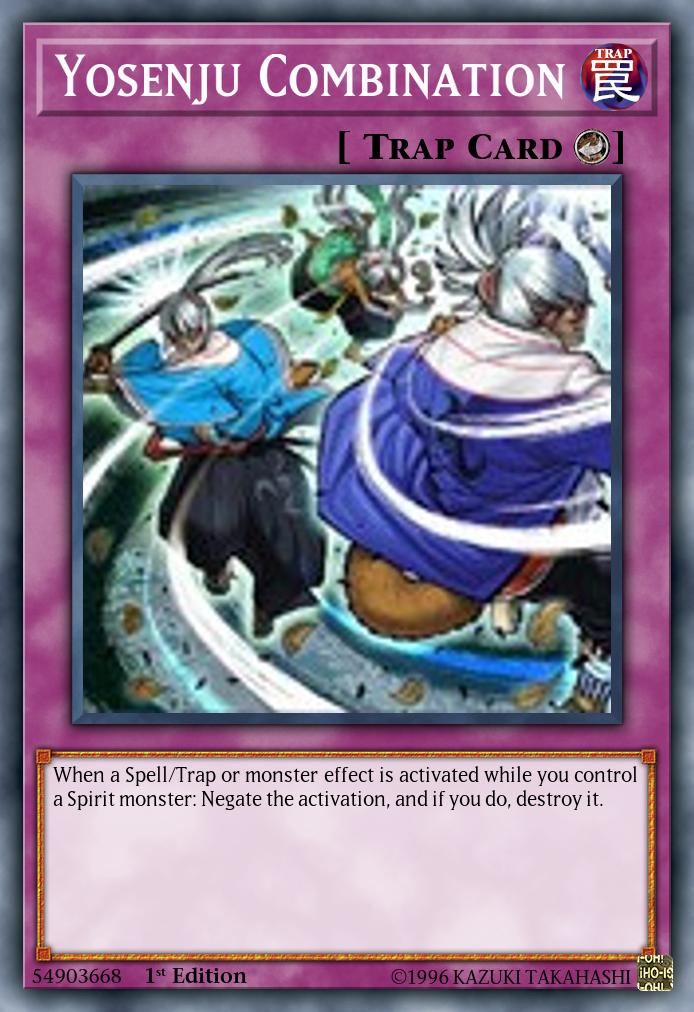 YOSENJU COMBINATION
TRAP
罠
[ TRAP CARD ]
When a Spell/Trap or monster effect is activated while you control
a Spirit monster: Negate the activation, and if you do, destroy it.
54903668 1st Edition ©1996 KAZUKI TAKAHASHI